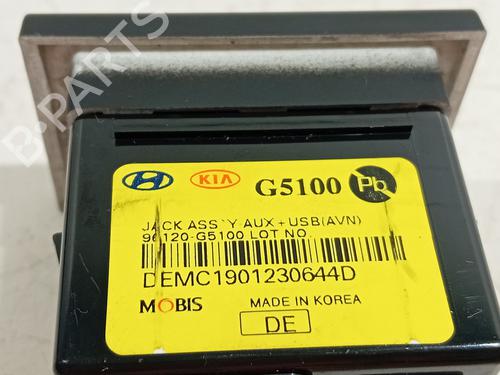 B-PARTS
KIA G5100 Pb
JACK ASS`Y-AUX+USB(AVN)
96120-G5100 LOT NO.
DEMC1901230644D
MOBIS MADE IN KOREA
DE